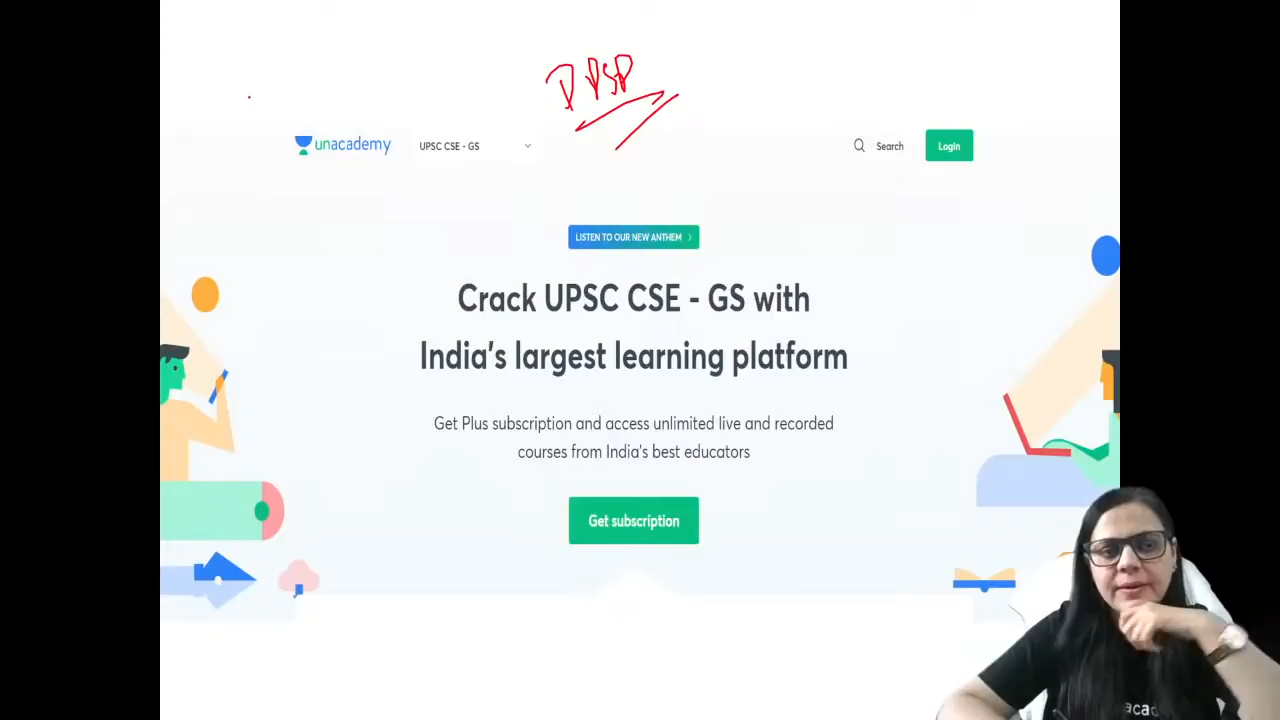 DPSP
unacademy
UPSC CSE - GS
Search
Login
LISTEN TO OUR NEW ANTHEM
Crack UPSC CSE - GS with
India's largest learning platform
Get Plus subscription and access unlimited live and recorded
courses from India's best educators
Get subscription